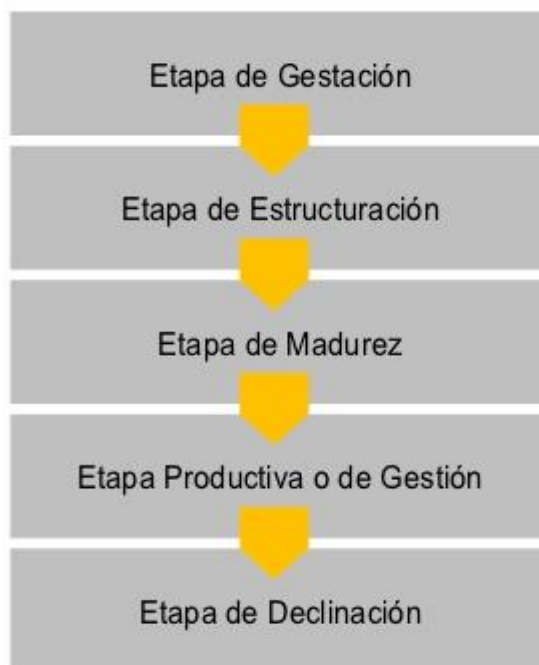 Etapa de Gestación
Etapa de Estructuración
Etapa de Madurez
Etapa Productiva o de Gestión
Etapa de Declinación